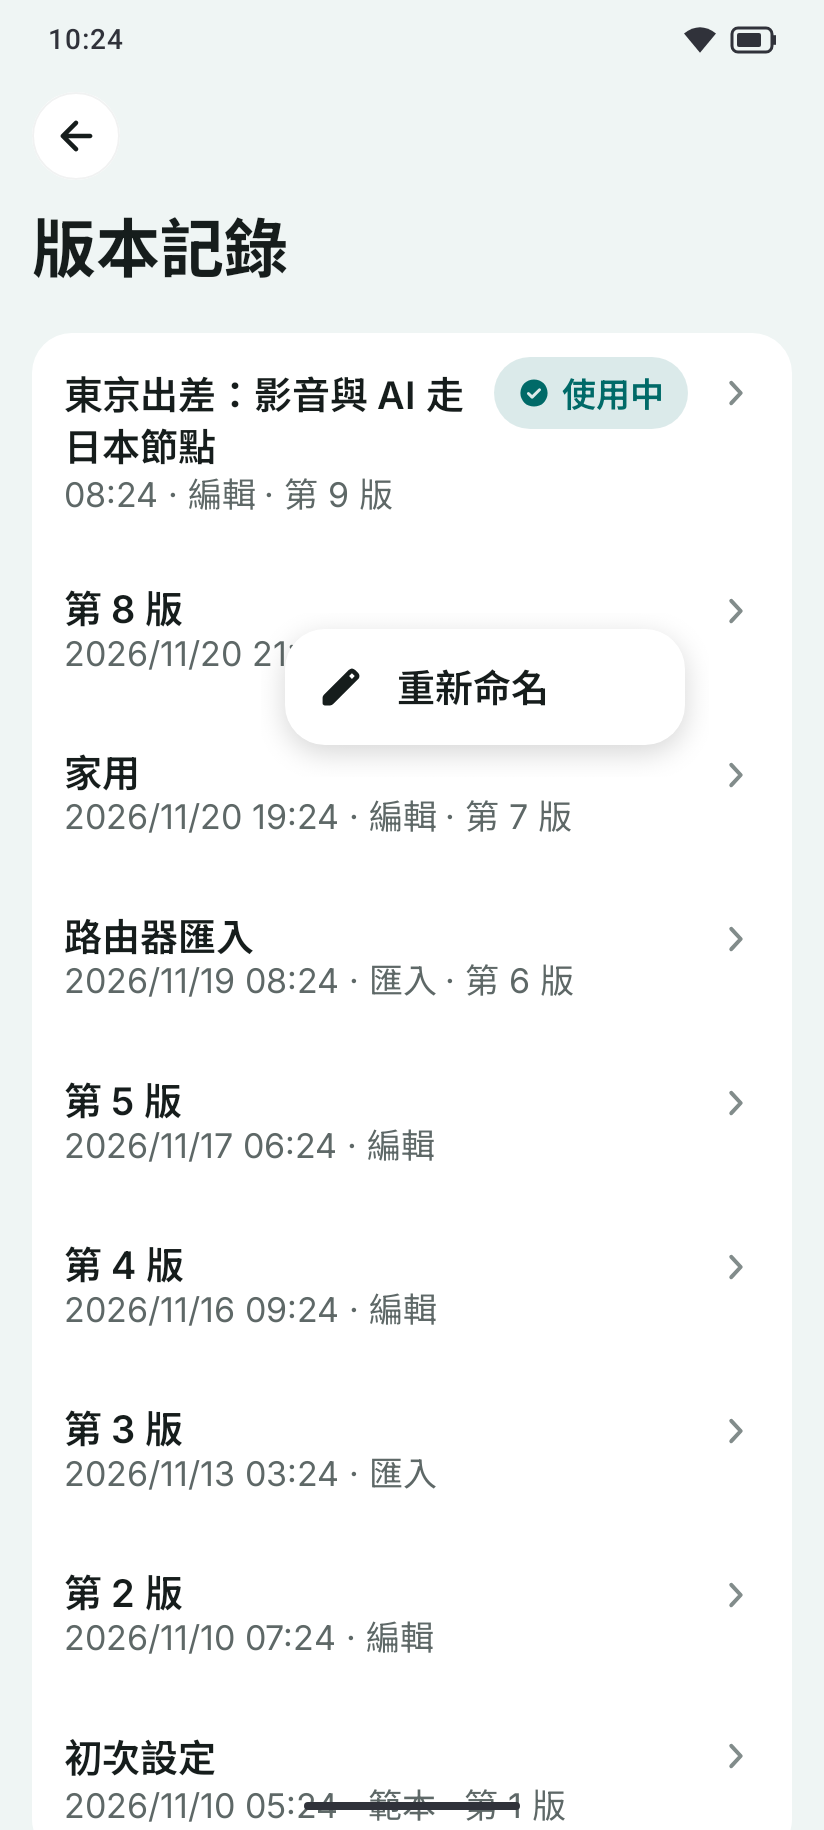 10:24
版本記錄
東京出差：影音與 AI 走
日本節點
使用中
08:24 · 編輯 · 第 9 版
第 8 版
2026/11/20 21
重新命名
家用
2026/11/20 19:24 · 編輯 · 第 7 版
路由器匯入
2026/11/19 08:24 · 匯入 · 第 6 版
第 5 版
2026/11/17 06:24 · 編輯
第 4 版
2026/11/16 09:24 · 編輯
第 3 版
2026/11/13 03:24 · 匯入
第 2 版
2026/11/10 07:24 · 編輯
初次設定
2026/11/10 05:24 · 範本 · 第 1 版